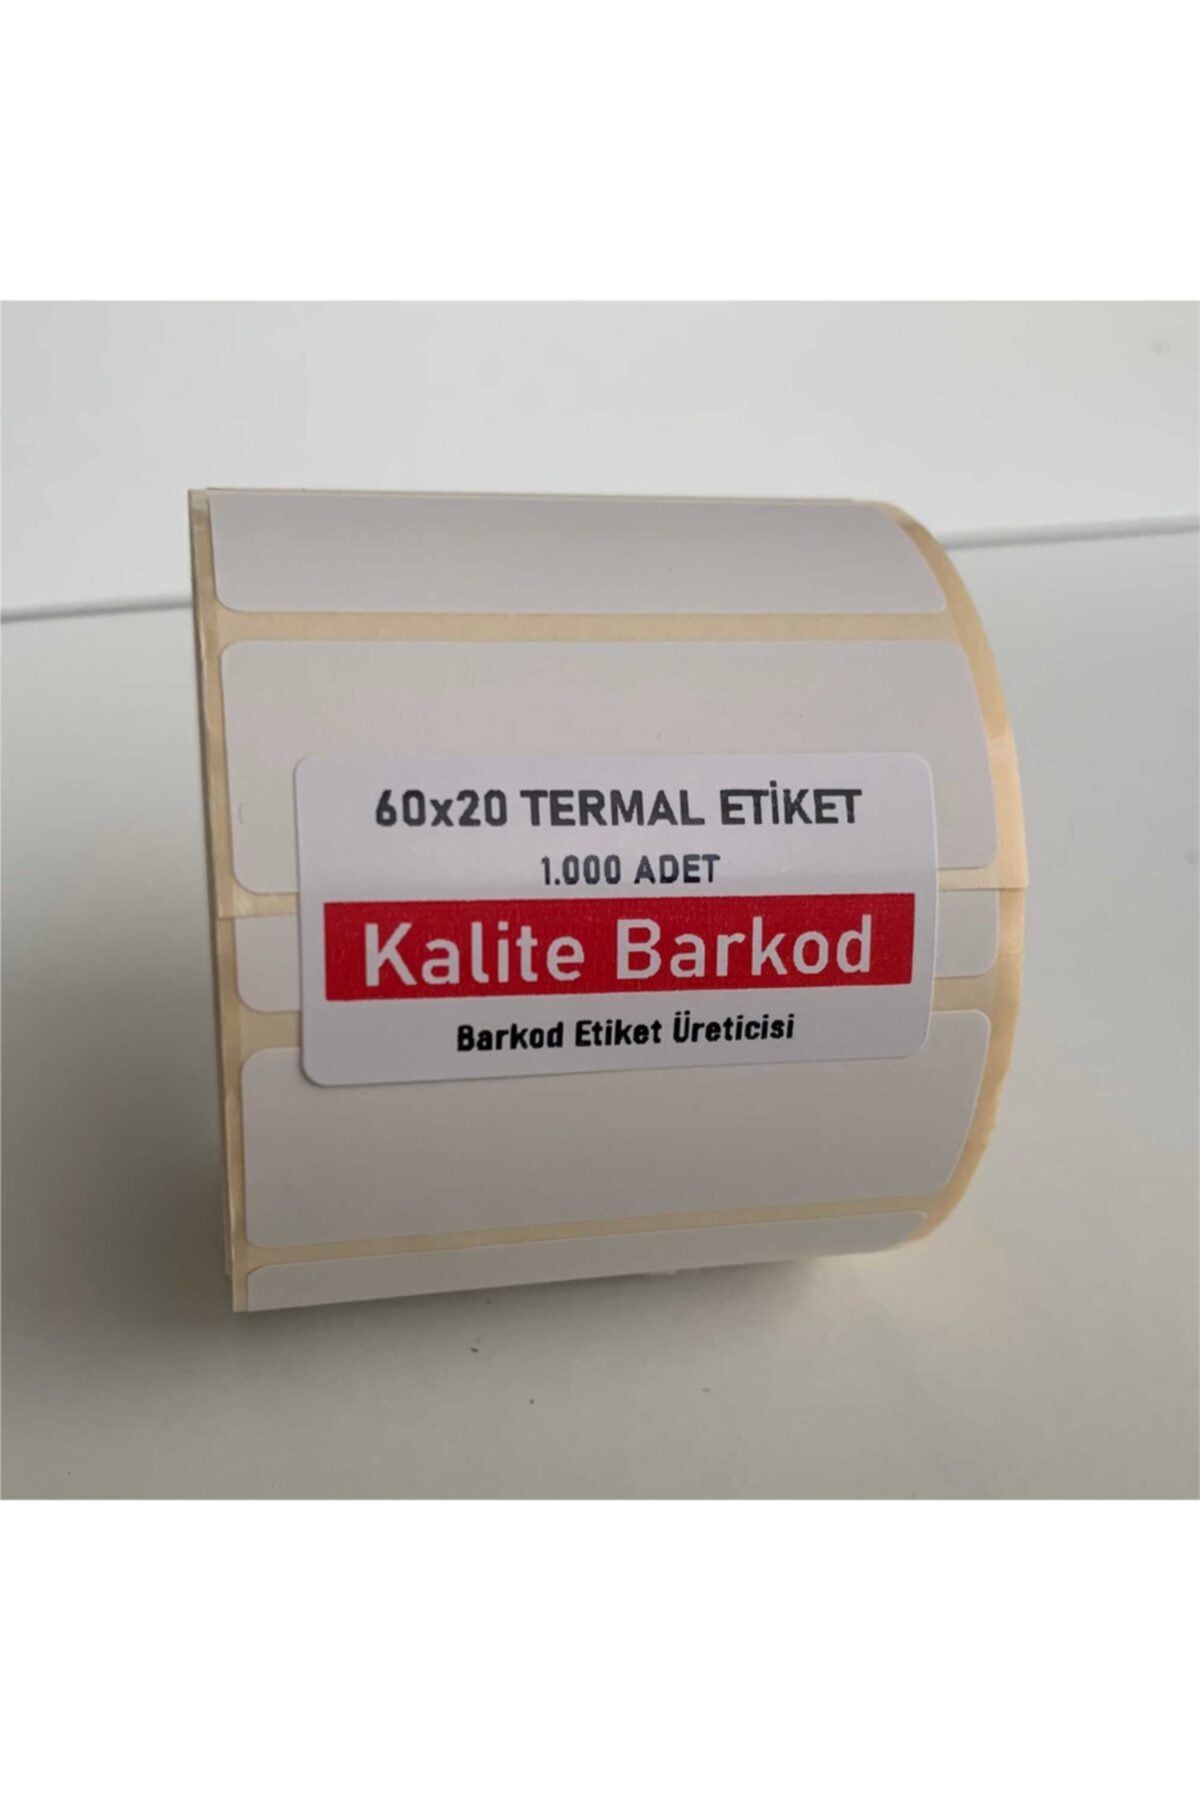 60x20 TERMAL ETİKET
1.000 ADET
Kalite Barkod
Barkod Etiket Üreticisi